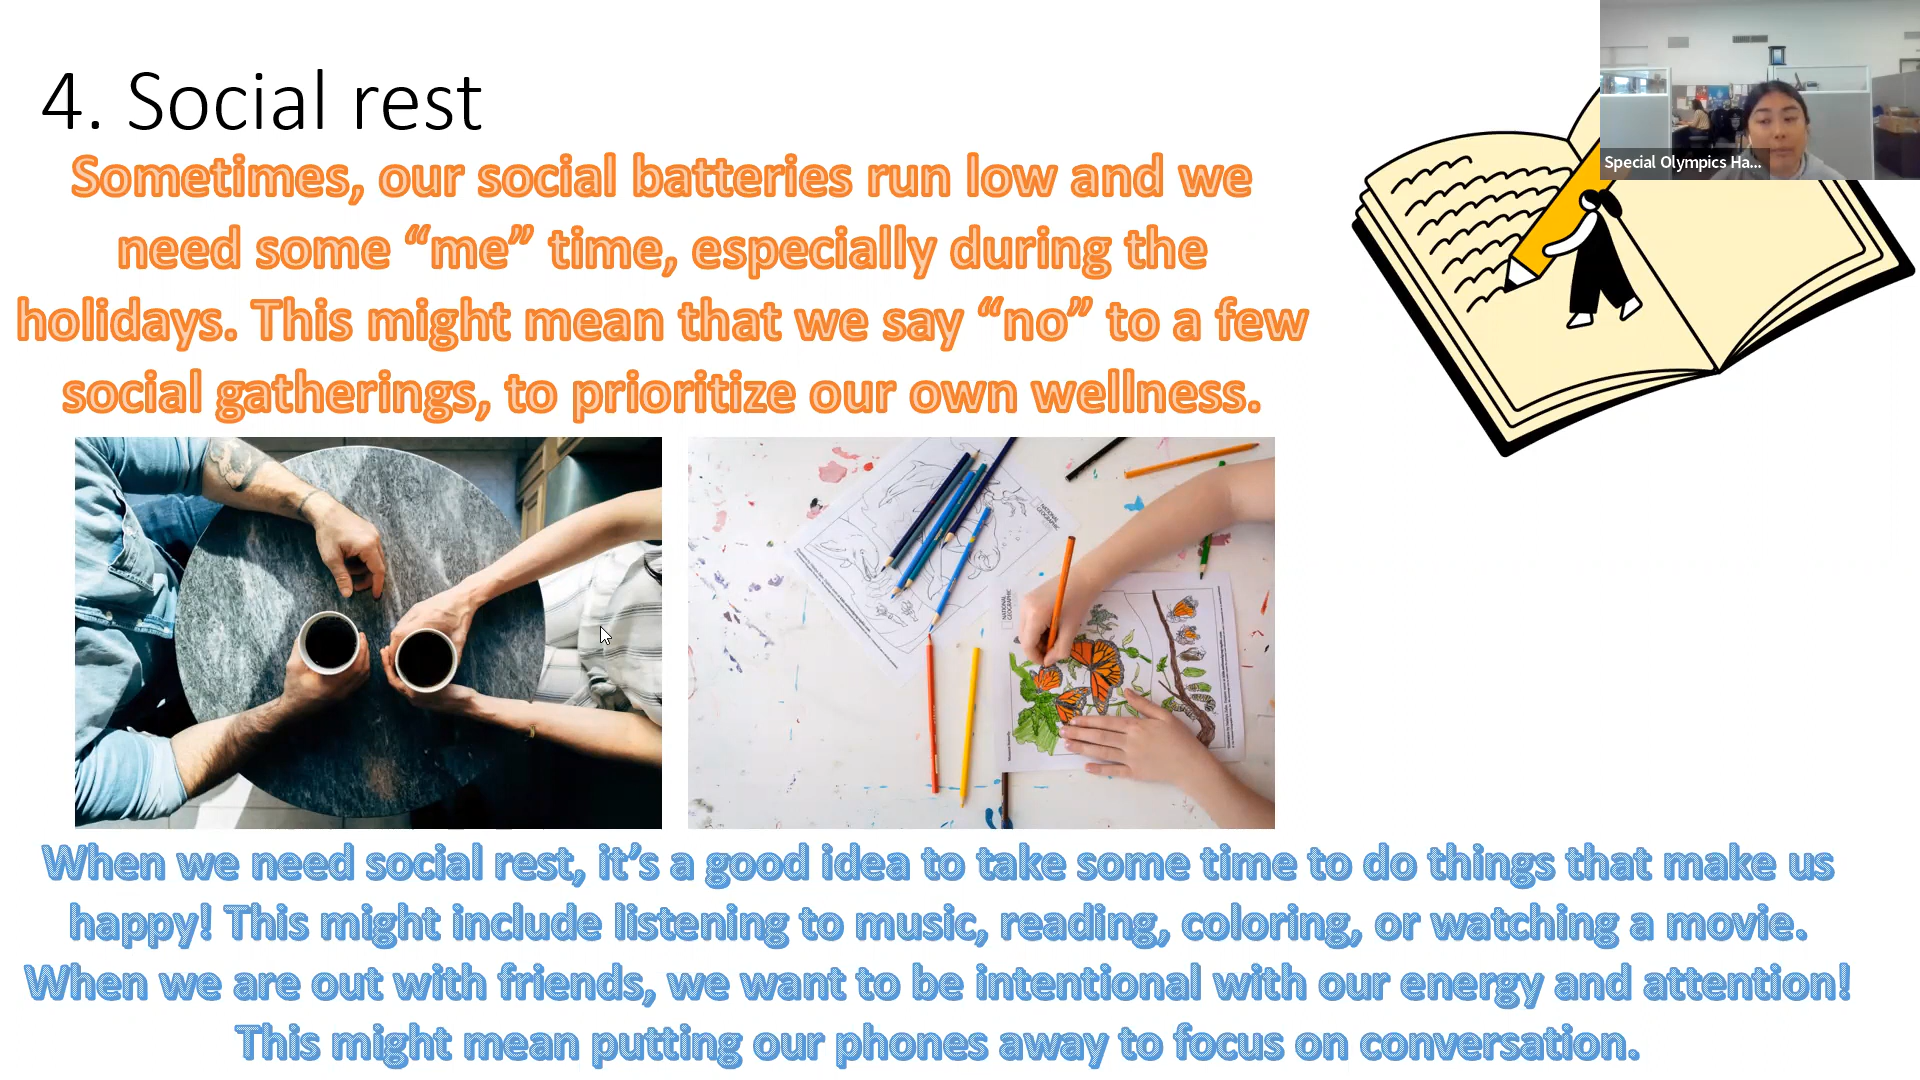 4. Social rest
Sometimes, our social batteries run low and we
need some “me” time, especially during the
holidays. This might mean that we say “no” to a few
social gatherings, to prioritize our own wellness.
Special Olympics Ha...
NATIONAL
GEOGRAPHIC
NATIONAL
GEOGRAPHIC
When we need social rest, it’s a good idea to take some time to do things that make us
happy! This might include listening to music, reading, coloring, or watching a movie.
When we are out with friends, we want to be intentional with our energy and attention!
This might mean putting our phones away to focus on conversation.